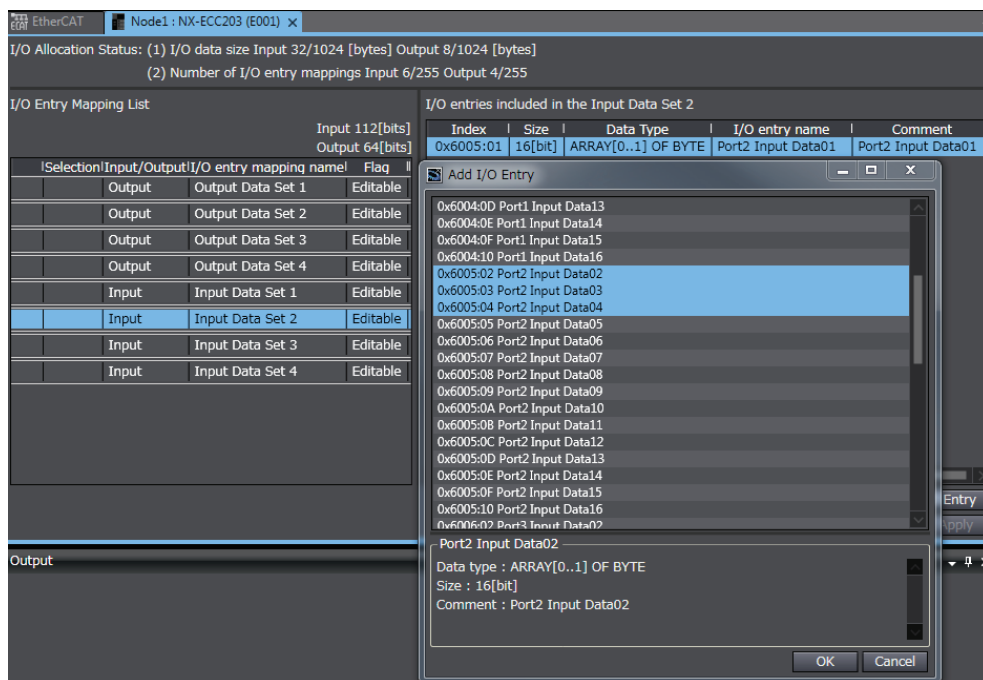 EtherCAT
Node1 : NX-ECC203 (E001)
I/O Allocation Status: (1) I/O data size Input 32/1024 [bytes] Output 8/1024 [bytes]
(2) Number of I/O entry mappings Input 6/255 Output 4/255
I/O Entry Mapping List
Input 112[bits]
Output 64[bits]
Selection Input/Output I/O entry mapping name Flag
Output Output Data Set 1 Editable
Output Output Data Set 2 Editable
Output Output Data Set 3 Editable
Output Output Data Set 4 Editable
Input Input Data Set 1 Editable
Input Input Data Set 2 Editable
Input Input Data Set 3 Editable
Input Input Data Set 4 Editable
I/O entries included in the Input Data Set 2
Index Size Data Type I/O entry name Comment
0x6005:01 16[bit] ARRAY[0..1] OF BYTE Port2 Input Data01 Port2 Input Data01
Add I/O Entry
0x6004:0D Port1 Input Data13
0x6004:0E Port1 Input Data14
0x6004:0F Port1 Input Data15
0x6004:10 Port1 Input Data16
0x6005:02 Port2 Input Data02
0x6005:03 Port2 Input Data03
0x6005:04 Port2 Input Data04
0x6005:05 Port2 Input Data05
0x6005:06 Port2 Input Data06
0x6005:07 Port2 Input Data07
0x6005:08 Port2 Input Data08
0x6005:09 Port2 Input Data09
0x6005:0A Port2 Input Data10
0x6005:0B Port2 Input Data11
0x6005:0C Port2 Input Data12
0x6005:0D Port2 Input Data13
0x6005:0E Port2 Input Data14
0x6005:0F Port2 Input Data15
0x6005:10 Port2 Input Data16
0x6006:02 Port3 Input Data02
Entry
Apply
Port2 Input Data02
Data type : ARRAY[0..1] OF BYTE
Size : 16[bit]
Comment : Port2 Input Data02
OK Cancel
Output